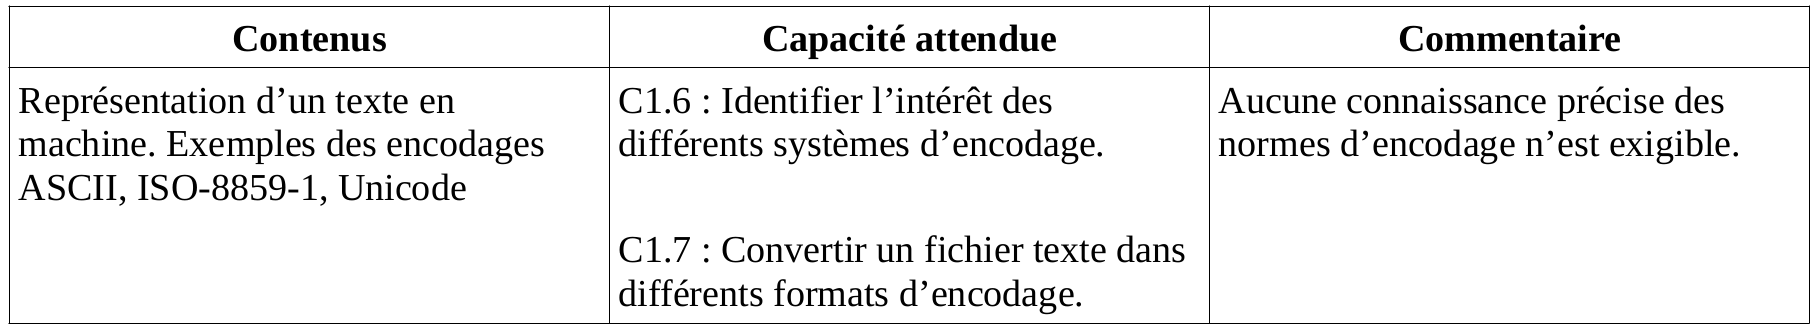 Contenus
Capacité attendue
Commentaire
Représentation d’un texte en
machine. Exemples des encodages
ASCII, ISO-8859-1, Unicode
C1.6 : Identifier l’intérêt des
différents systèmes d’encodage.
C1.7 : Convertir un fichier texte dans
différents formats d’encodage.
Aucune connaissance précise des
normes d’encodage n’est exigible.